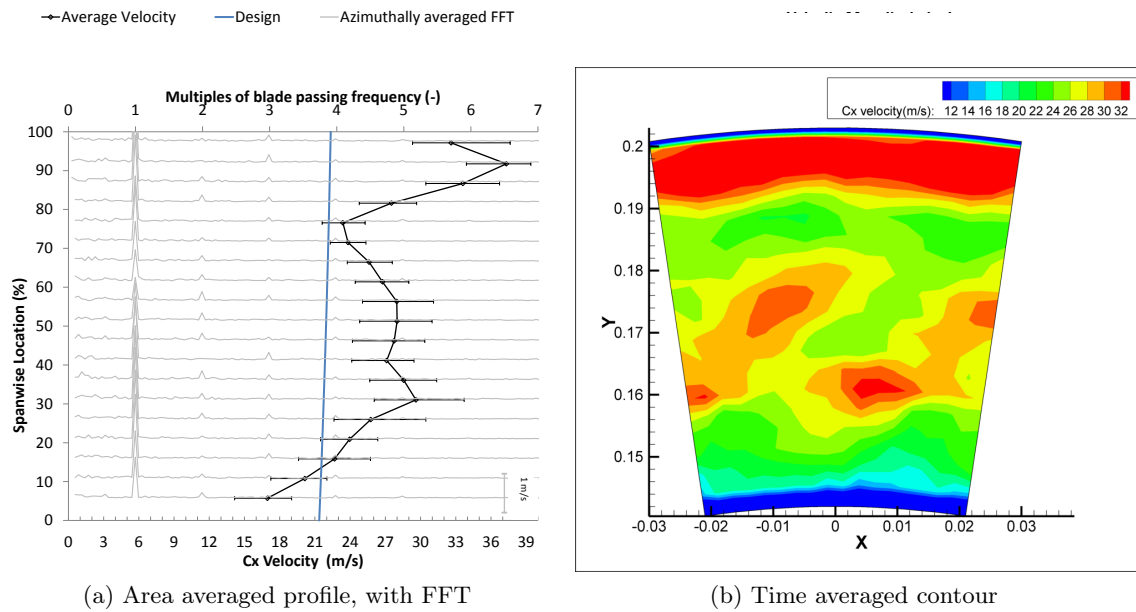 Average Velocity Design Azimuthally averaged FFT
Multiples of blade passing frequency (-)
0 1 2 3 4 5 6 7
100
90
80
70
60
50
40
30
20
10
0
Spanwise Location (%)
1 m/s
0 3 6 9 12 15 18 21 24 27 30 33 36 39
Cx Velocity (m/s)
(a) Area averaged profile, with FFT
Cx velocity(m/s): 12 14 16 18 20 22 24 26 28 30 32
0.2
0.19
0.18
0.17
0.16
0.15
Y
-0.03 -0.02 -0.01 0 0.01 0.02 0.03
X
(b) Time averaged contour